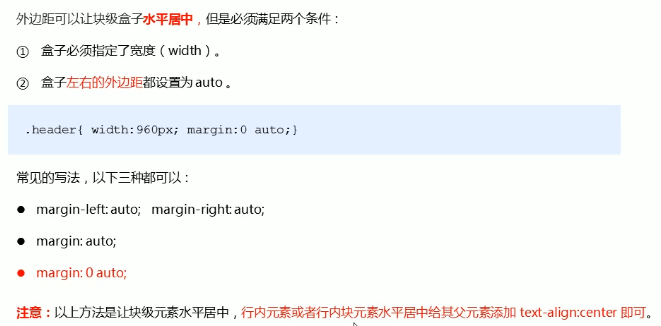 外边距可以让块级盒子水平居中，但是必须满足两个条件：
① 盒子必须指定了宽度（width）。
② 盒子左右的外边距都设置为 auto 。
.header{ width:960px; margin:0 auto;}
常见的写法，以下三种都可以：
● margin-left: auto; margin-right: auto;
● margin: auto;
● margin: 0 auto;
注意：以上方法是让块级元素水平居中，行内元素或者行内块元素水平居中给其父元素添加 text-align:center 即可。